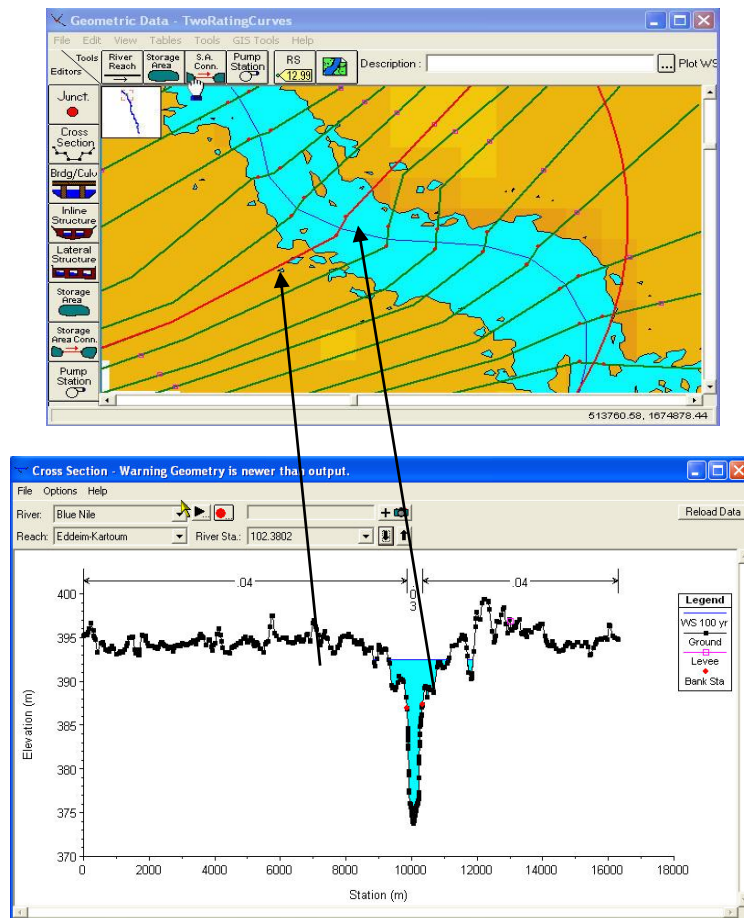 Geometric Data - TwoRatingCurves
File Edit View Tables Tools GIS Tools Help
Tools
Editors
River
Reach
Storage
Area
S.A.
Conn.
Pump
Station
RS
12.99
Description :
...
Plot WS
Junct.
Cross
Section
Brdg/Culv
Inline
Structure
Lateral
Structure
Storage
Area
Storage
Area Conn.
Pump
Station
513760.58, 1674878.44
Cross Section - Warning Geometry is newer than output.
File Options Help
River: Blue Nile
Reload Data
Reach: Eddeim-Kartoum River Sta.: 102.3802
.04
.03
.04
Legend
WS 100 yr
Ground
Levee
Bank Sta
Elevation (m)
400
395
390
385
380
375
370
0 2000 4000 6000 8000 10000 12000 14000 16000 18000
Station (m)